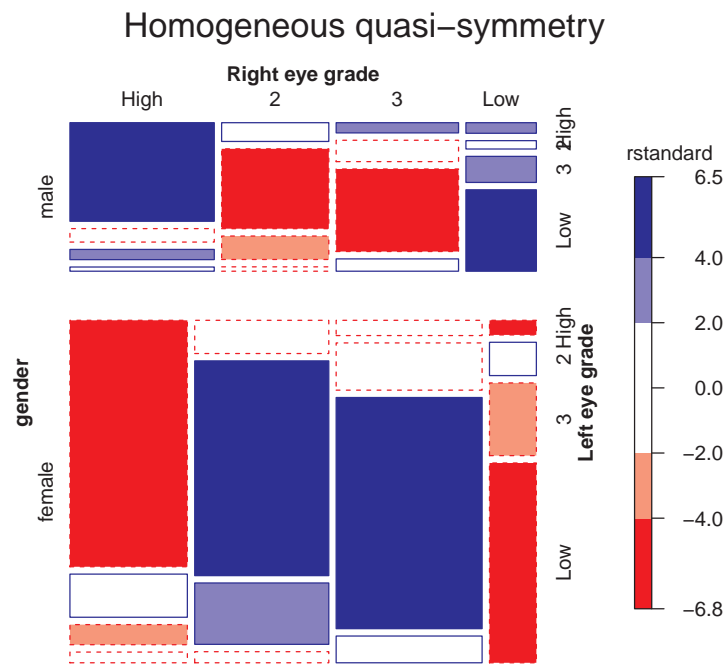 Homogeneous quasi−symmetry
Right eye grade
High 2 3 Low
gender
male
female
High
2
3
Low
High
2
3
Low
Left eye grade
rstandard
6.5
4.0
2.0
0.0
−2.0
−4.0
−6.8